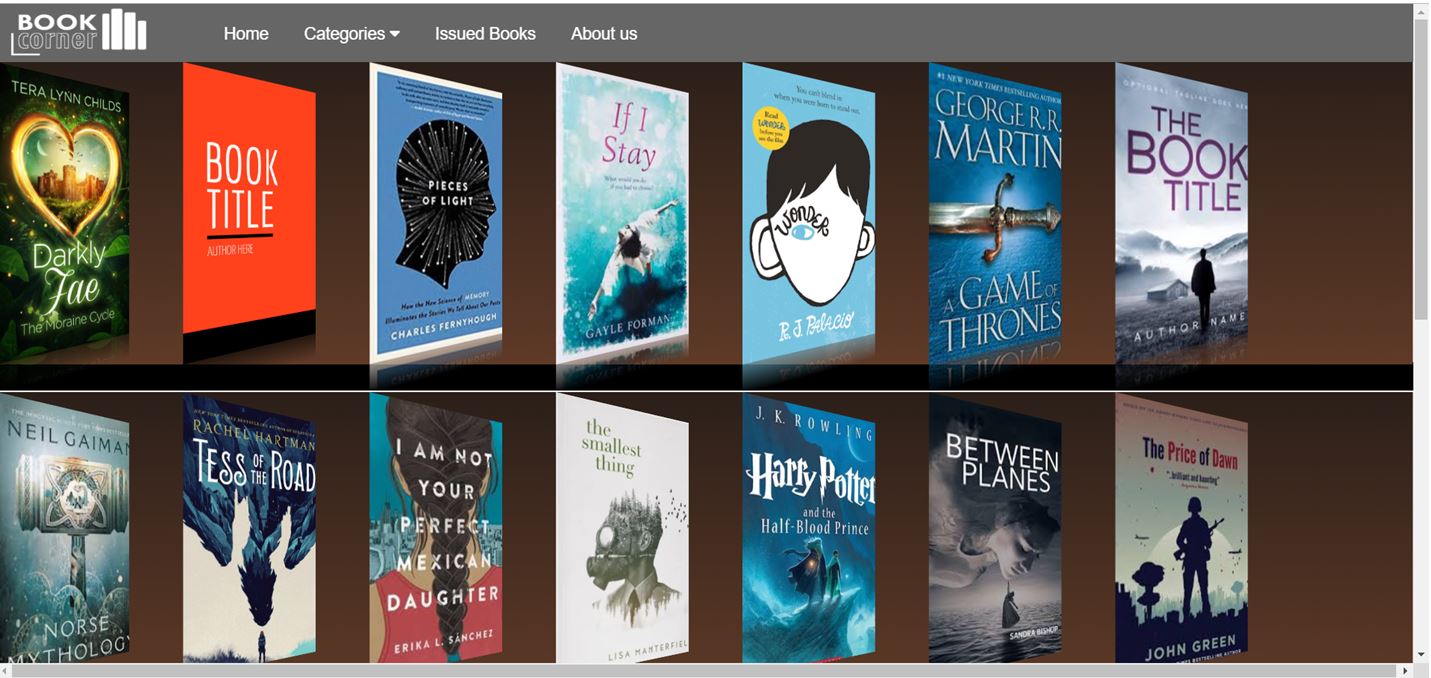 BOOK
corner
Home Categories Issued Books About us
TERA LYNN CHILDS
Darkly
Fae
The Moraine Cycle
BOOK
TITLE
AUTHOR HERE
PIECES
OF LIGHT
How the New Science of MEMORY
Illuminates the Stories We Tell About Our Pasts
CHARLES FERNYHOUGH
If I
Stay
What would you do
if you had to choose?
GAYLE FORMAN
You can't blend in
when you were born to stand out.
Read
WONDER
before you
see the film
WONDER
R. J. Palacio
#1 NEW YORK TIMES BESTSELLING AUTHOR
GEORGE R.R.
MARTIN
A GAME OF
THRONES
OPTIONAL TAGLINE GOES HER
THE
BOOK
TITLE
AUTHOR NAME
NEIL GAIMAN
NORSE
MYTHOLOGY
RACHEL HARTMAN
TESS OF THE ROAD
I AM NOT
YOUR
PERFECT
MEXICAN
DAUGHTER
ERIKA L. SÁNCHEZ
the
smallest
thing
LISA MANTERFIEL
J. K. ROWLING
Harry Potter
and the
Half-Blood Prince
BETWEEN
PLANES
SANDRA BISHOP
The Price of Dawn
"..brilliant and haunting"
JOHN GREEN
TIMES BESTSELLING AUTHOR